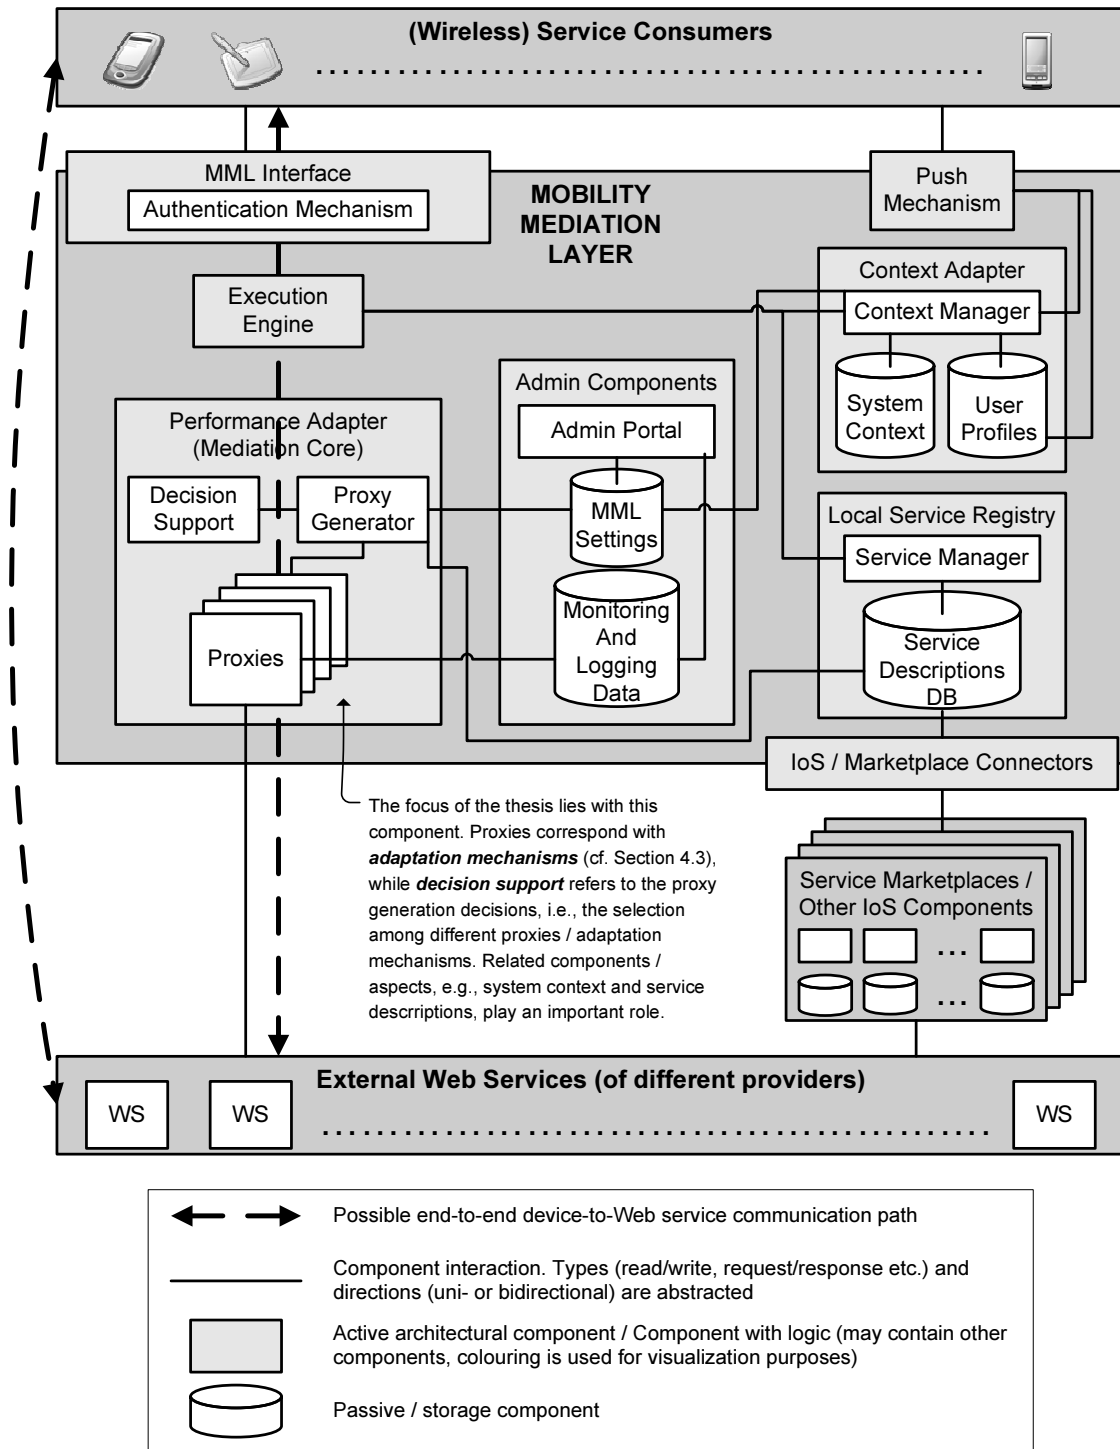 (Wireless) Service Consumers
MML Interface
Authentication Mechanism
MOBILITY
MEDIATION
LAYER
Push
Mechanism
Execution
Engine
Context Adapter
Context Manager
System
Context
User
Profiles
Performance Adapter
(Mediation Core)
Decision
Support
Proxy
Generator
Proxies
Admin Components
Admin Portal
MML
Settings
Monitoring
And
Logging
Data
Local Service Registry
Service Manager
Service
Descriptions
DB
IoS / Marketplace Connectors
The focus of the thesis lies with this
component. Proxies correspond with
adaptation mechanisms (cf. Section 4.3),
while decision support refers to the proxy
generation decisions, i.e., the selection
among different proxies / adaptation
mechanisms. Related components /
aspects, e.g., system context and service
descriptions, play an important role.
Service Marketplaces /
Other IoS Components
...
...
External Web Services (of different providers)
WS
WS
WS
Possible end-to-end device-to-Web service communication path
Component interaction. Types (read/write, request/response etc.) and
directions (uni- or bidirectional) are abstracted
Active architectural component / Component with logic (may contain other
components, colouring is used for visualization purposes)
Passive / storage component